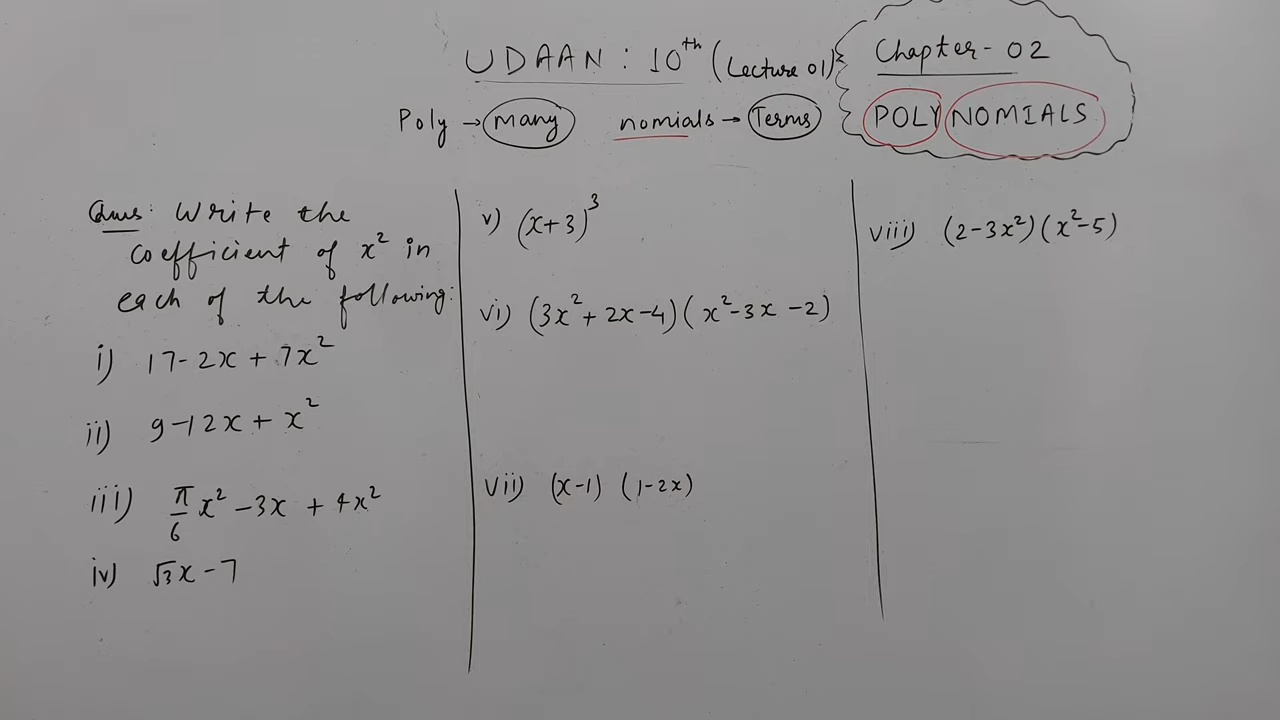 UDAAN : 10th (Lecture 01)
Chapter - 02
Poly → many nomials → Terms
POLYNOMIALS
Ques: Write the
coefficient of x² in
each of the following:
i) 17-2x + 7x²
ii) 9-12x + x²
iii) π/6 x² - 3x + 4x²
iv) √3x - 7
v) (x+3)³
vi) (3x² + 2x - 4) (x² - 3x - 2)
vii) (x-1) (1-2x)
viii) (2-3x²) (x²-5)